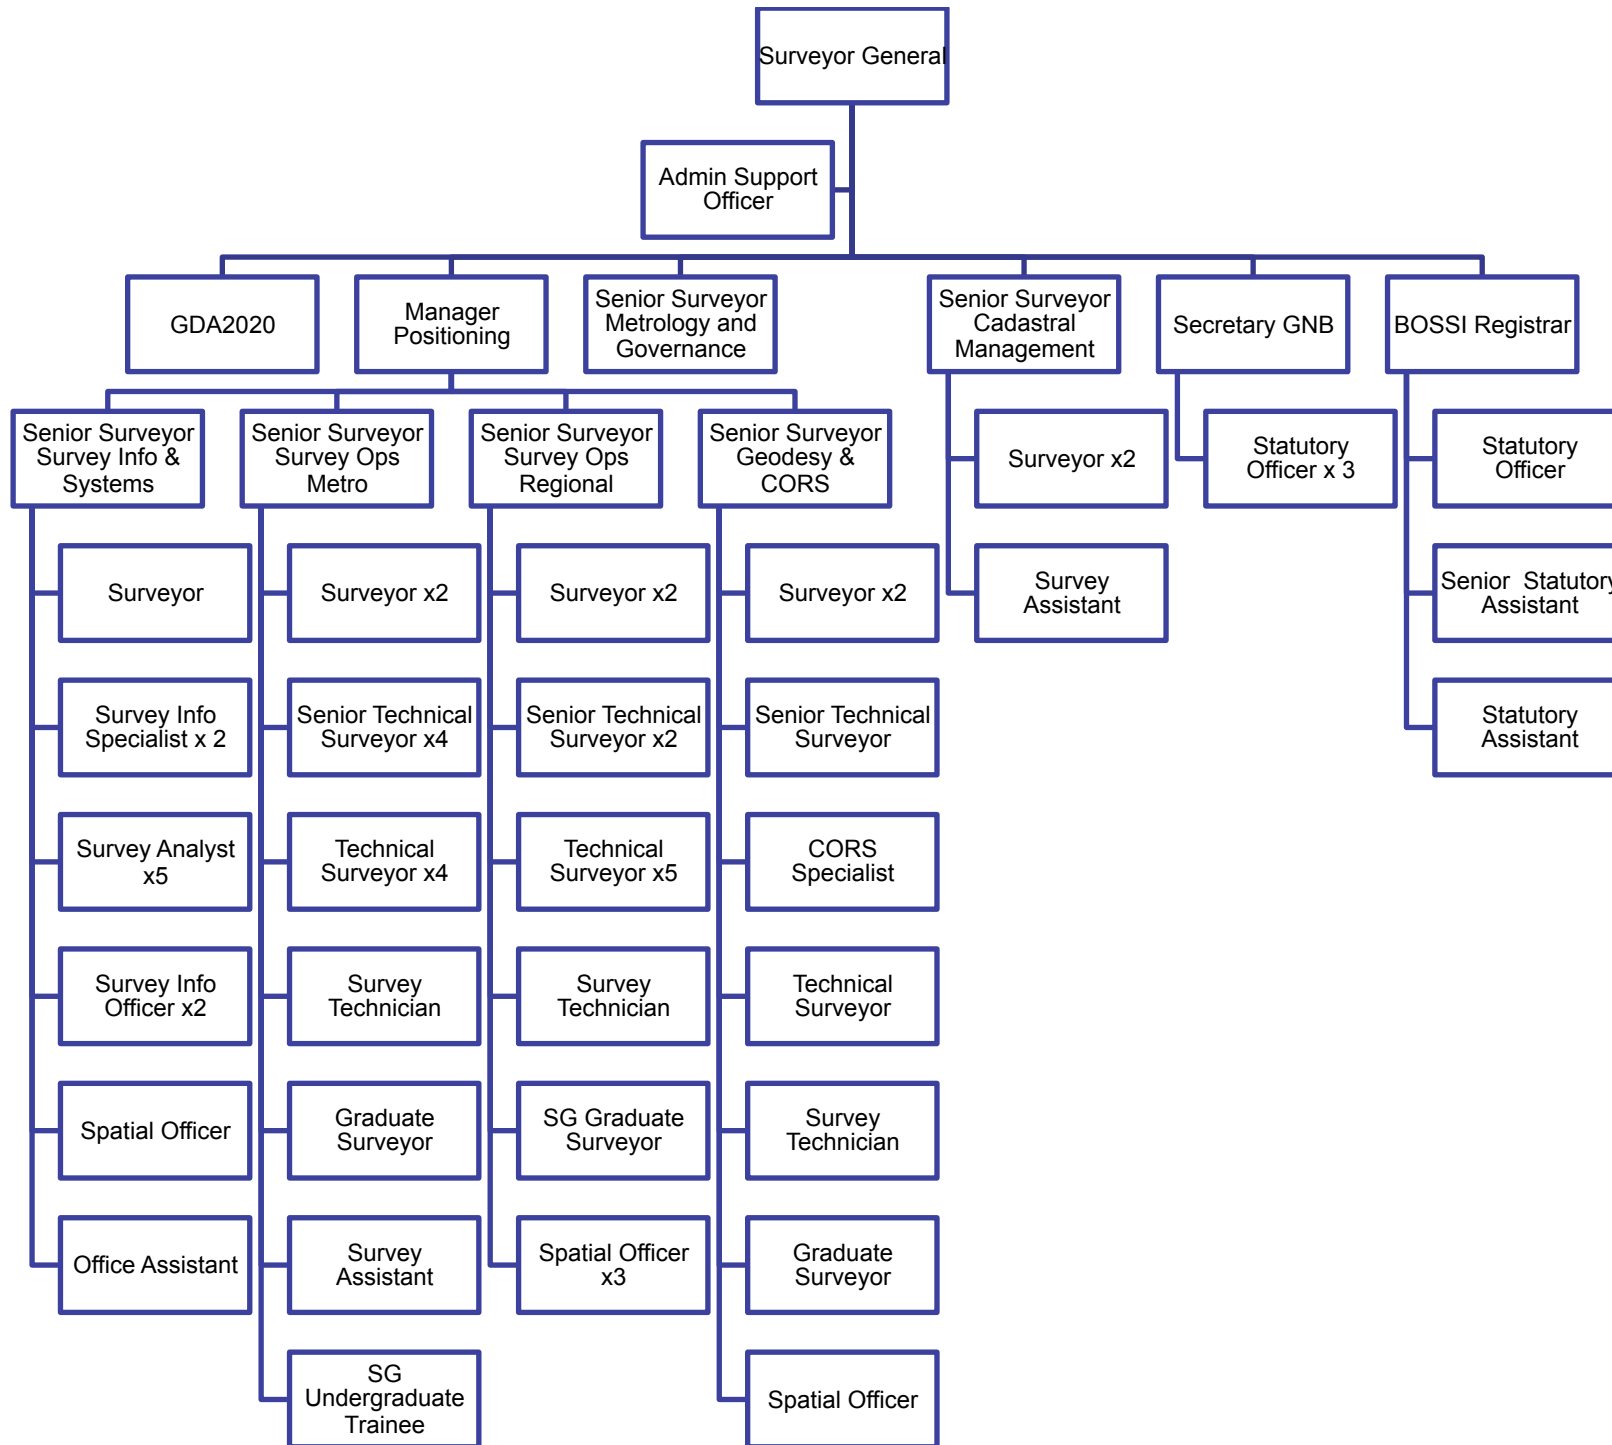 Surveyor General
Admin Support
Officer
GDA2020
Manager
Positioning
Senior Surveyor
Metrology and
Governance
Senior Surveyor
Cadastral
Management
Secretary GNB
BOSSI Registrar
Senior Surveyor
Survey Info &
Systems
Surveyor
Survey Info
Specialist x 2
Survey Analyst
x5
Survey Info
Officer x2
Spatial Officer
Office Assistant
Senior Surveyor
Survey Ops
Metro
Surveyor x2
Senior Technical
Surveyor x4
Technical
Surveyor x4
Survey
Technician
Graduate
Surveyor
Survey
Assistant
SG
Undergraduate
Trainee
Senior Surveyor
Survey Ops
Regional
Surveyor x2
Senior Technical
Surveyor x2
Technical
Surveyor x5
Survey
Technician
SG Graduate
Surveyor
Spatial Officer
x3
Senior Surveyor
Geodesy &
CORS
Surveyor x2
Senior Technical
Surveyor
CORS
Specialist
Technical
Surveyor
Survey
Technician
Graduate
Surveyor
Spatial Officer
Surveyor x2
Survey
Assistant
Statutory
Officer x 3
Statutory
Officer
Senior  Statutory
Assistant
Statutory
Assistant